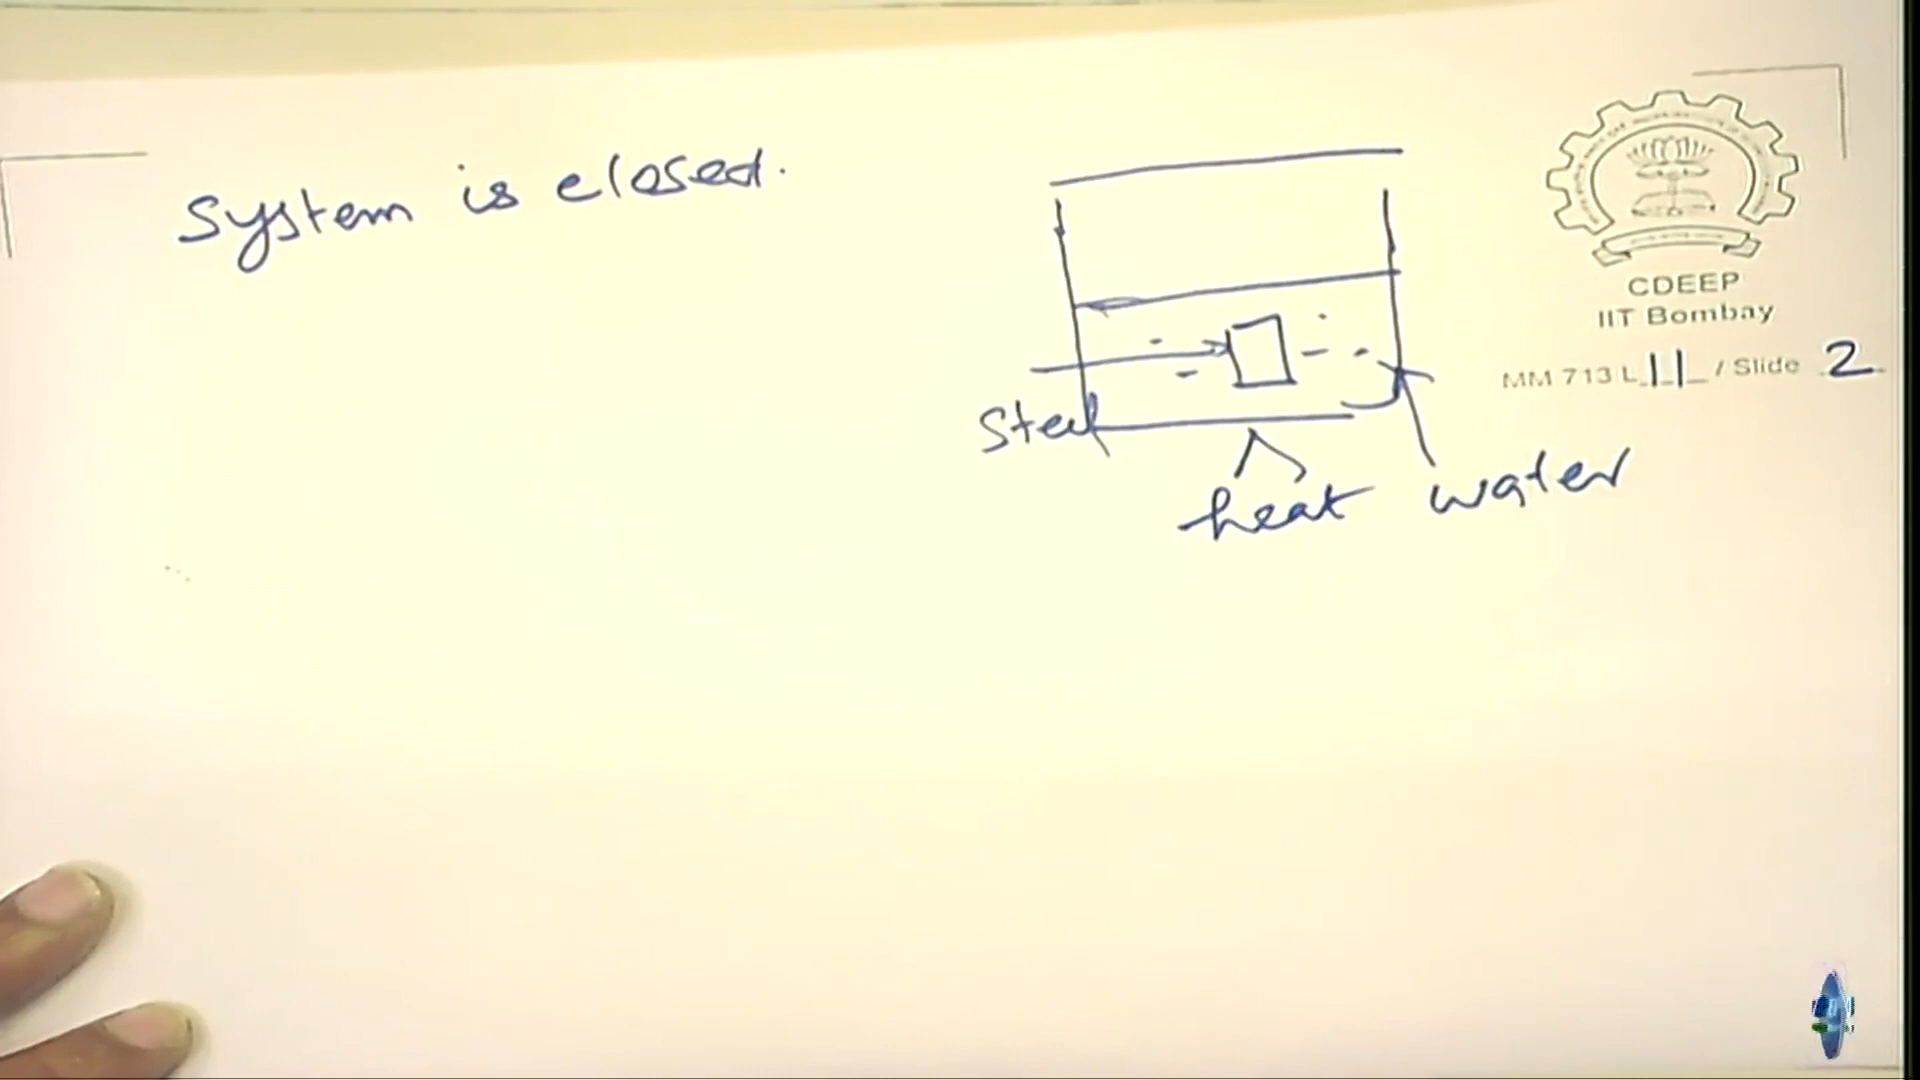 System is closed.
CDEEP
IIT Bombay
MM 713 L 11 / Slide 2
Steel
heat
water